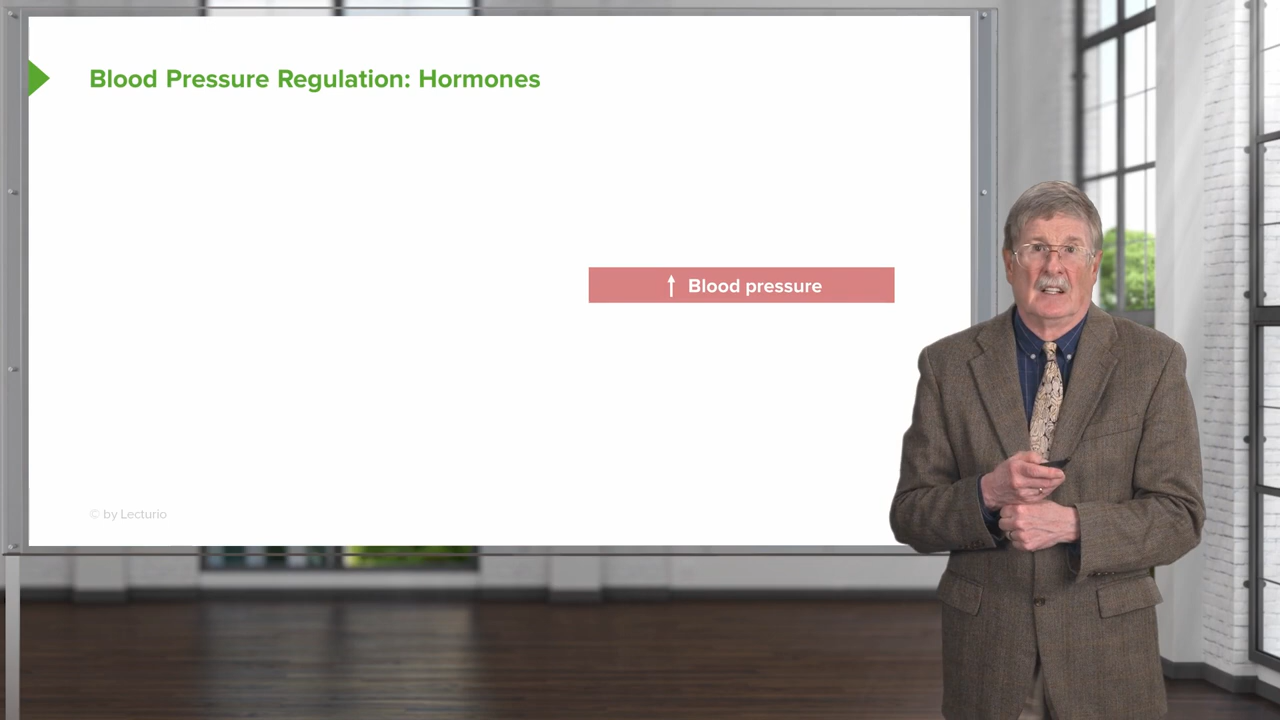 Blood Pressure Regulation: Hormones
↑ Blood pressure
© by Lecturio